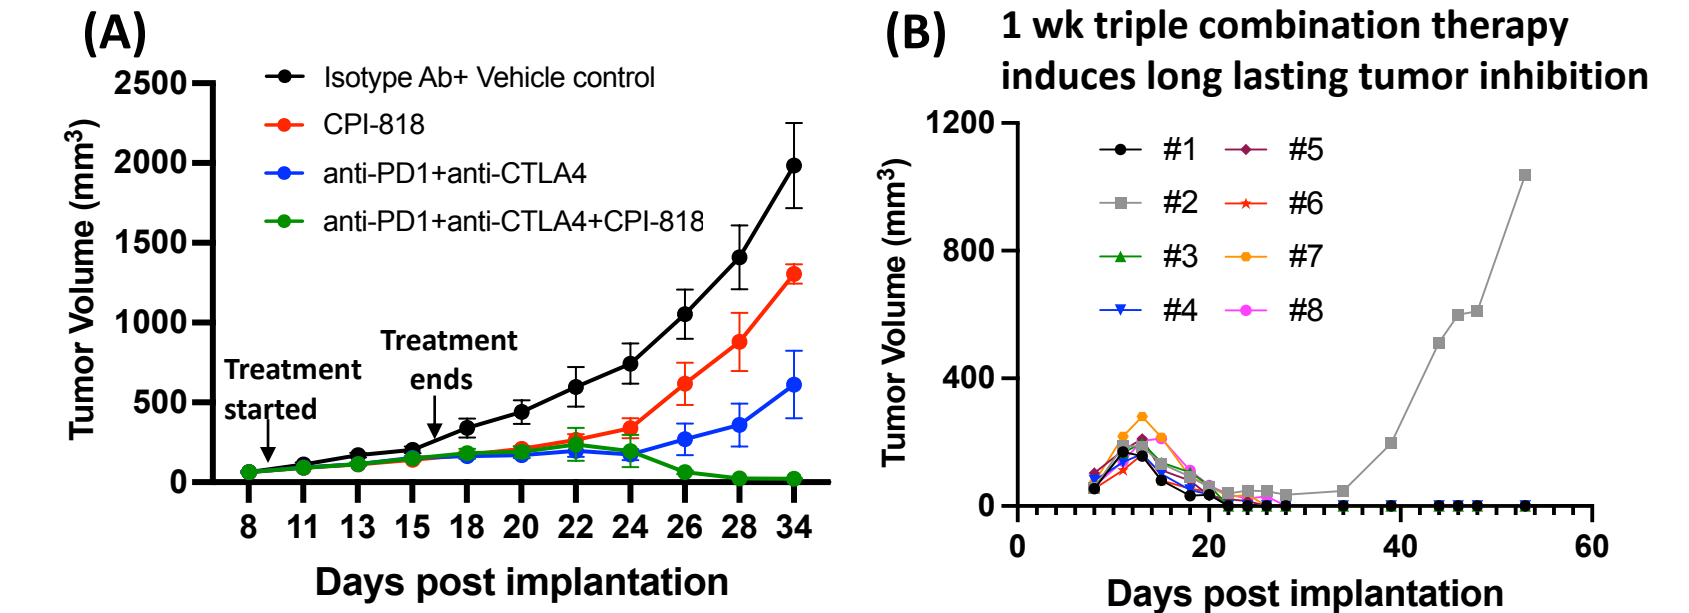 (A)
Isotype Ab+ Vehicle control
CPI-818
anti-PD1+anti-CTLA4
anti-PD1+anti-CTLA4+CPI-818
Treatment
started
Treatment
ends
Tumor Volume (mm³)
2500
2000
1500
1000
500
0
8 11 13 15 18 20 22 24 26 28 34
Days post implantation
(B)
1 wk triple combination therapy
induces long lasting tumor inhibition
#1 #5
#2 #6
#3 #7
#4 #8
Tumor Volume (mm³)
1200
800
400
0
0 20 40 60
Days post implantation